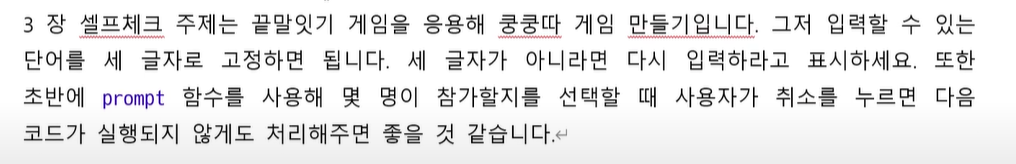 3 장 셀프체크 주제는 끝말잇기 게임을 응용해 쿵쿵따 게임 만들기입니다. 그저 입력할 수 있는
단어를 세 글자로 고정하면 됩니다. 세 글자가 아니라면 다시 입력하라고 표시하세요. 또한
초반에 prompt 함수를 사용해 몇 명이 참가할지를 선택할 때 사용자가 취소를 누르면 다음
코드가 실행되지 않게도 처리해주면 좋을 것 같습니다.↵